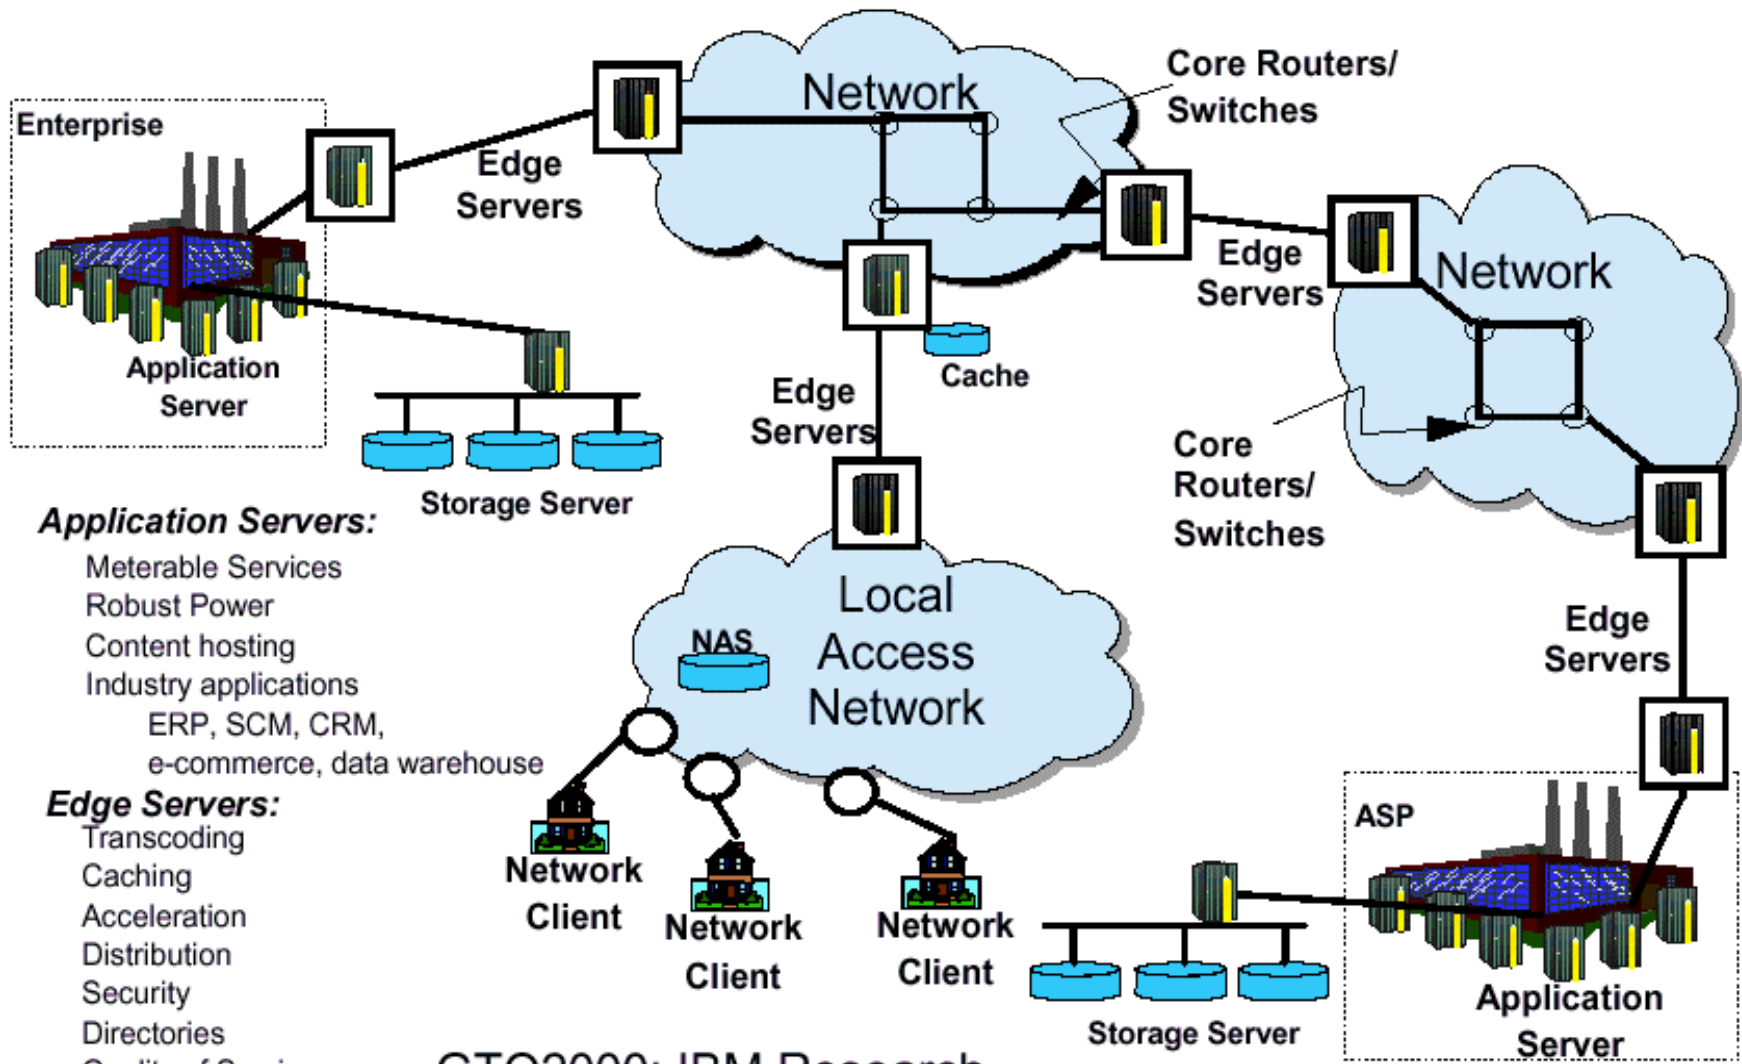 Network
Core Routers/
Switches
Enterprise
Edge
Servers
Edge
Servers
Network
Application
Server
Cache
Edge
Servers
Core
Routers/
Switches
Storage Server
Application Servers:
Meterable Services
Robust Power
Content hosting
Industry applications
ERP, SCM, CRM,
e-commerce, data warehouse
Local
Access
Network
NAS
Edge
Servers
Edge Servers:
Transcoding
Caching
Acceleration
Distribution
Security
Directories
Network
Client
Network
Client
Network
Client
ASP
Storage Server
Application
Server
GTO2000: IBM Research